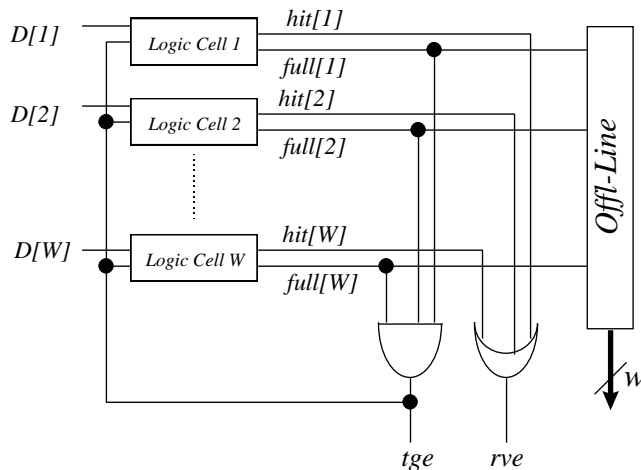 D[1]
Logic Cell 1
hit[1]
full[1]
D[2]
Logic Cell 2
hit[2]
full[2]
D[W]
Logic Cell W
hit[W]
full[W]
Offl-Line
w
tge
rve